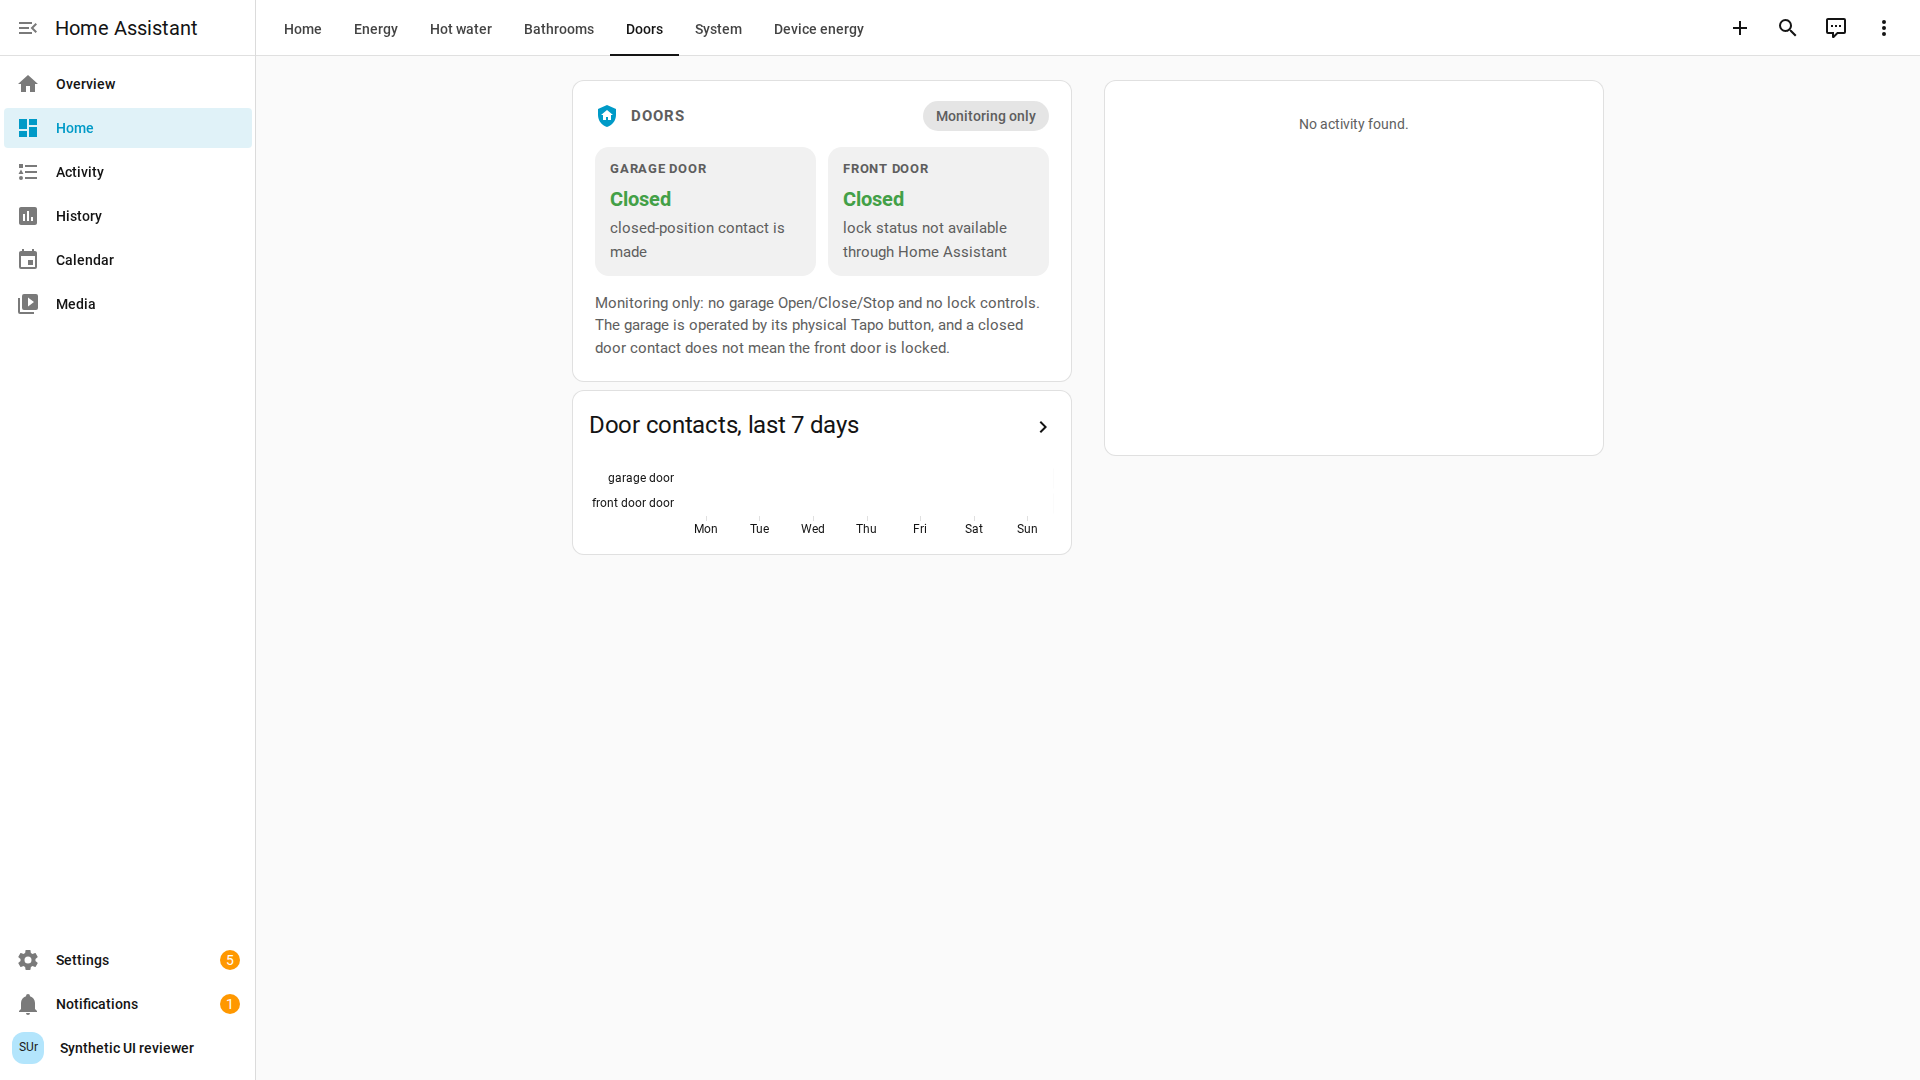 Home Assistant
Home
Energy
Hot water
Bathrooms
Doors
System
Device energy
Overview
Home
Activity
History
Calendar
Media
Settings
5
Notifications
1
SUr
Synthetic UI reviewer
DOORS
Monitoring only
GARAGE DOOR
Closed
closed-position contact is
made
FRONT DOOR
Closed
lock status not available
through Home Assistant
Monitoring only: no garage Open/Close/Stop and no lock controls.
The garage is operated by its physical Tapo button, and a closed
door contact does not mean the front door is locked.
Door contacts, last 7 days
garage door
front door door
Mon
Tue
Wed
Thu
Fri
Sat
Sun
No activity found.